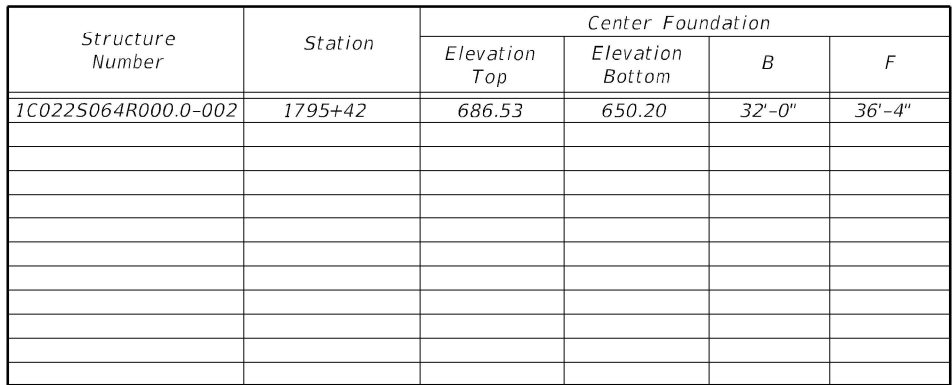 Structure
Number
Station
Center Foundation
Elevation
Top
Elevation
Bottom
B
F
1C022S064R000.0-002 1795+42 686.53 650.20 32'-0" 36'-4"